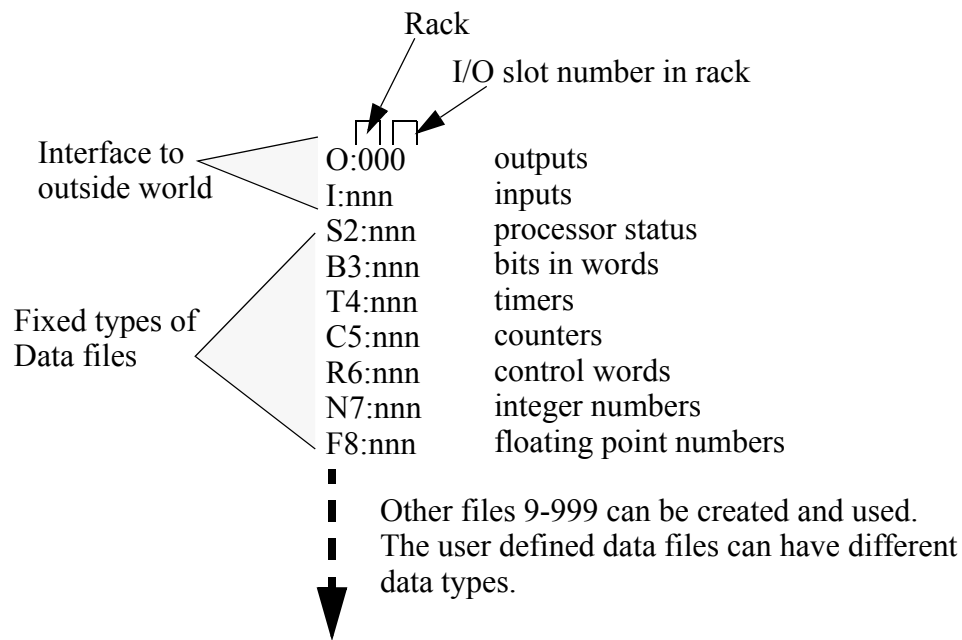 Rack
I/O slot number in rack
Interface to
outside world
O:000 outputs
I:nnn inputs
S2:nnn processor status
B3:nnn bits in words
T4:nnn timers
Fixed types of
Data files
C5:nnn counters
R6:nnn control words
N7:nnn integer numbers
F8:nnn floating point numbers
Other files 9-999 can be created and used.
The user defined data files can have different
data types.